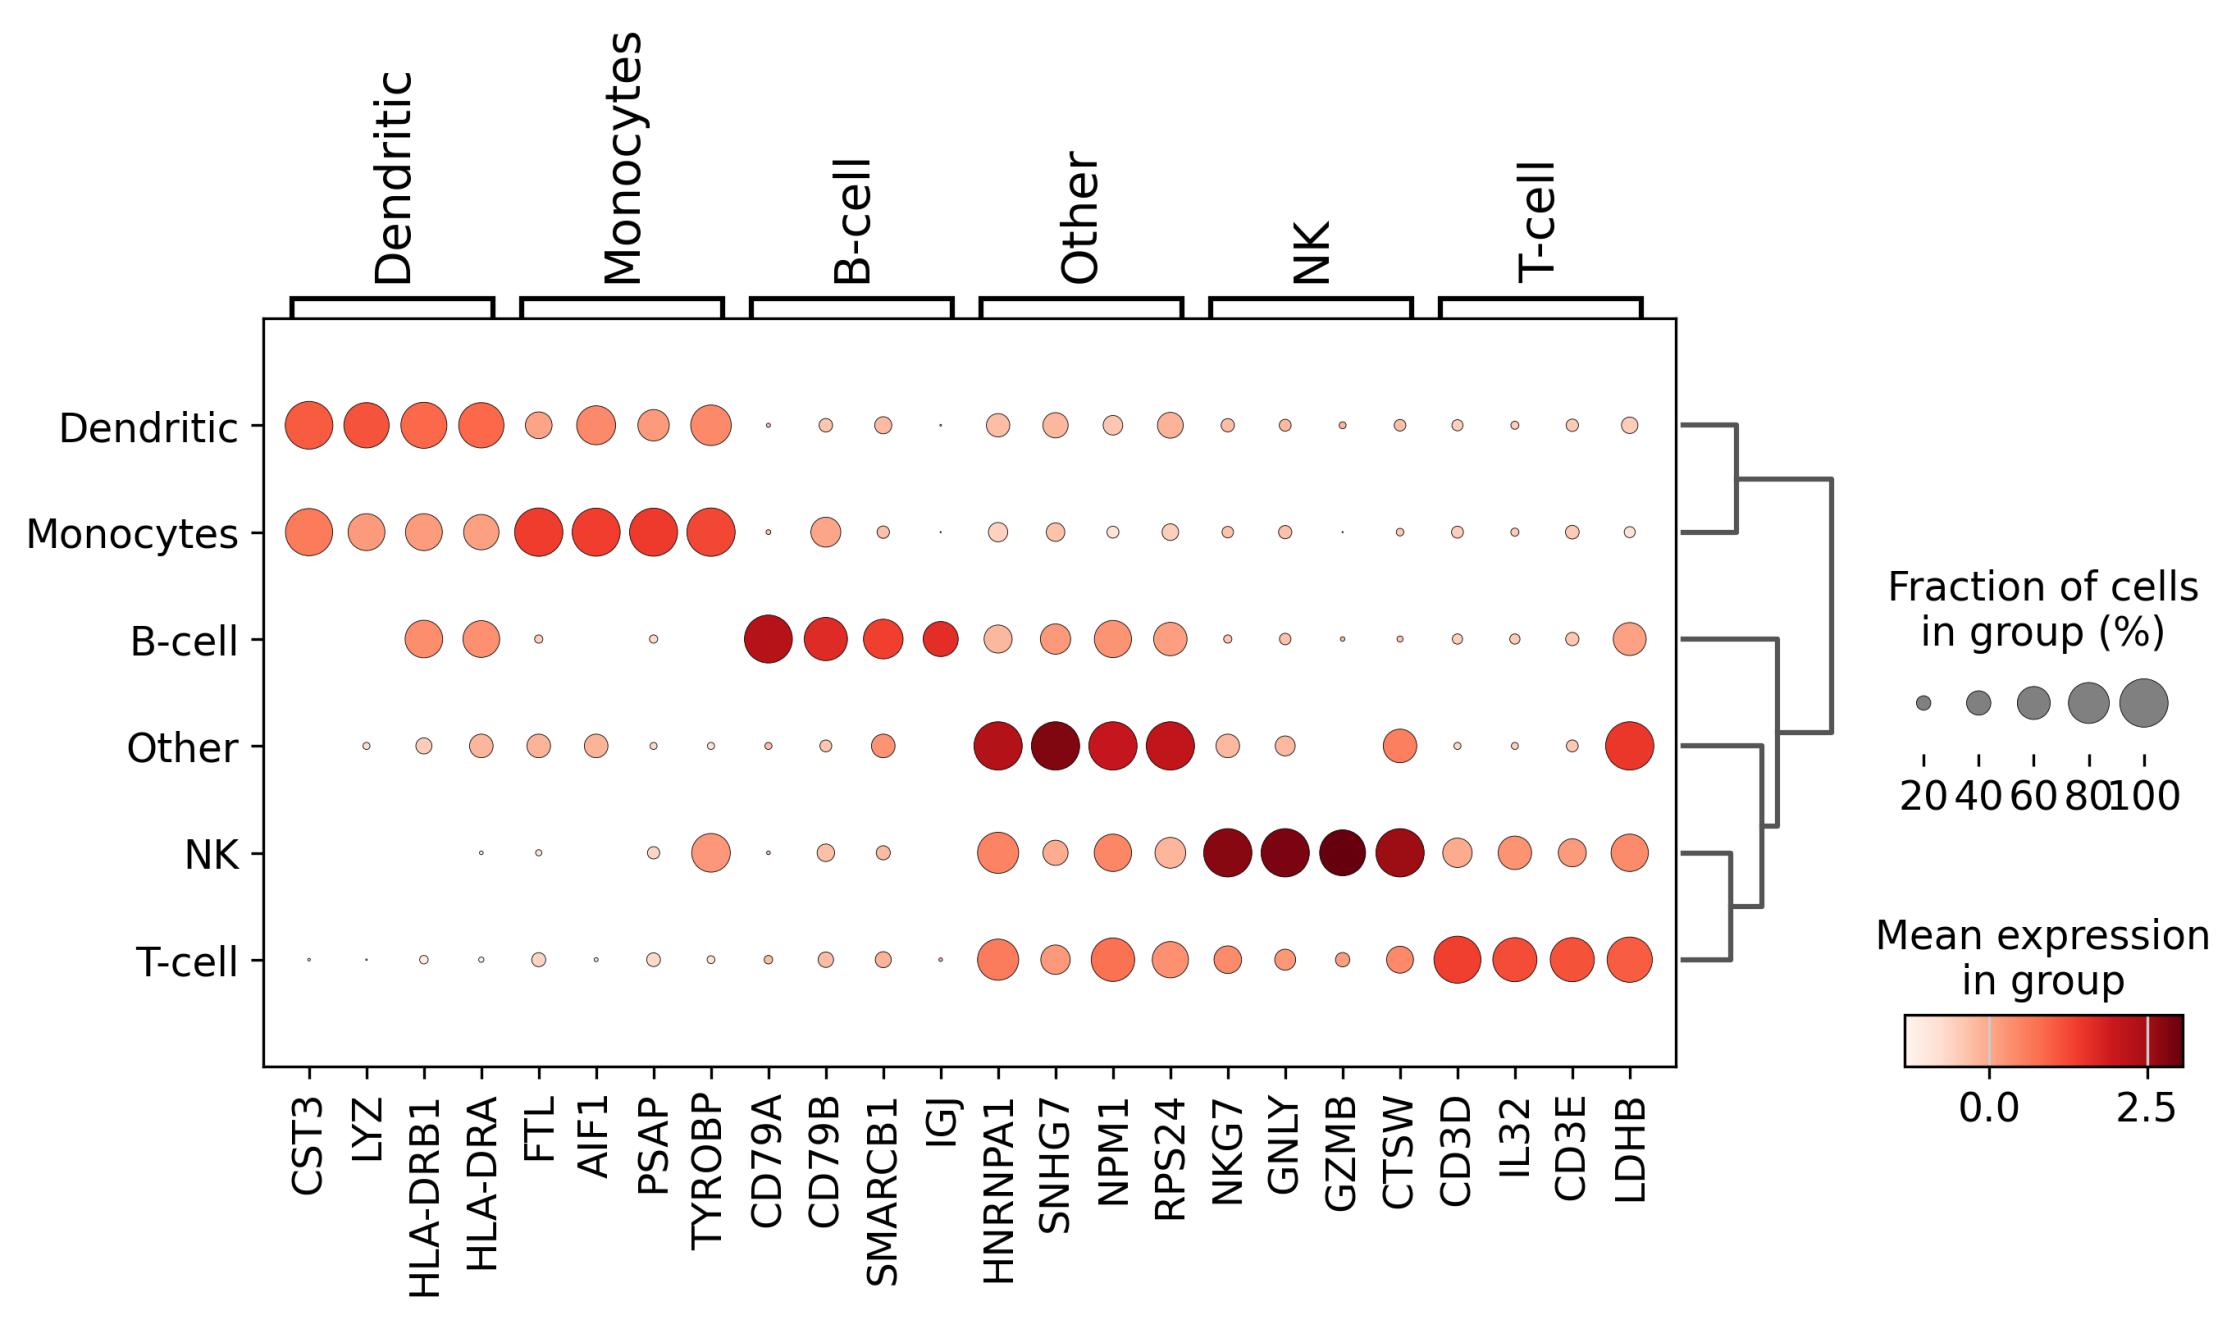 Dendritic
Monocytes
B-cell
Other
NK
T-cell
Dendritic
Monocytes
B-cell
Other
NK
T-cell
CST3
LYZ
HLA-DRB1
HLA-DRA
FTL
AIF1
PSAP
TYROBP
CD79A
CD79B
SMARCB1
IGJ
HNRNPA1
SNHG7
NPM1
RPS24
NKG7
GNLY
GZMB
CTSW
CD3D
IL32
CD3E
LDHB
Fraction of cells
in group (%)
20 40 60 80 100
Mean expression
in group
0.0 2.5